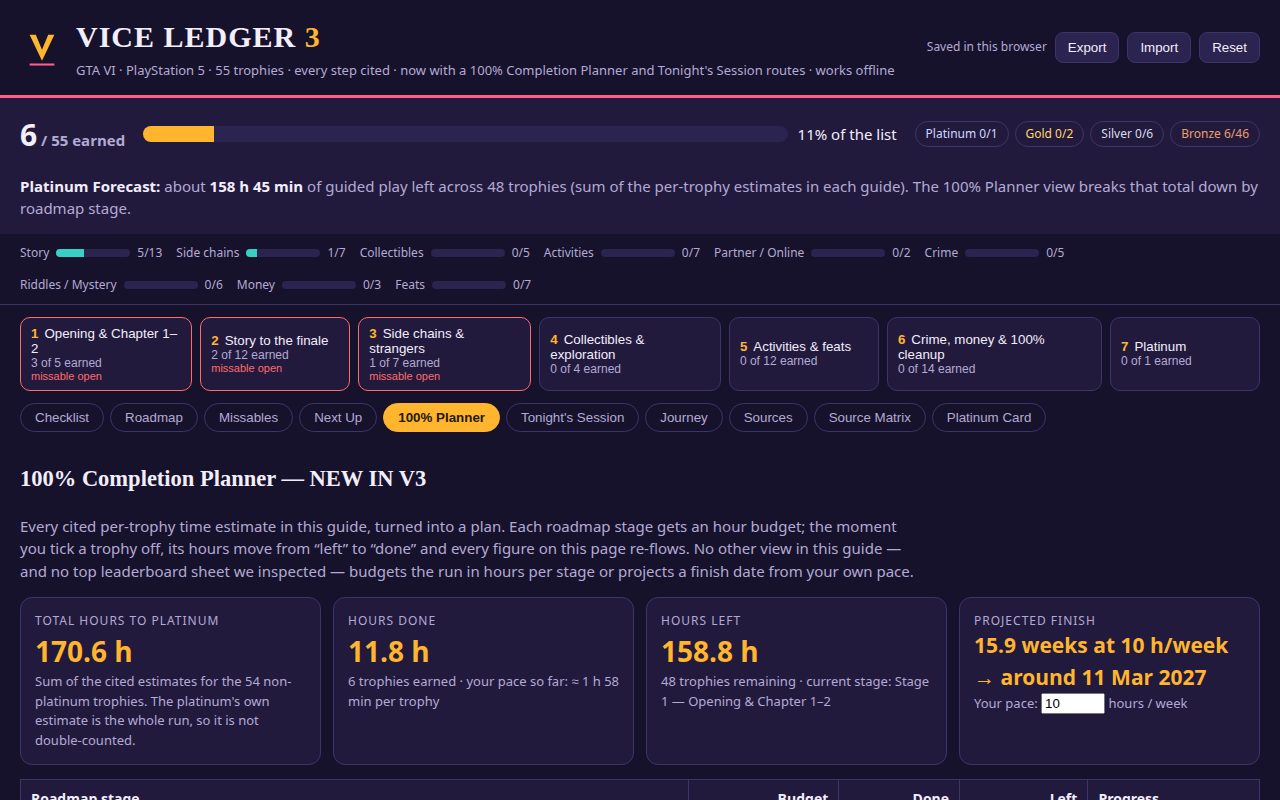 VICE LEDGER 3
GTA VI · PlayStation 5 · 55 trophies · every step cited · now with a 100% Completion Planner and Tonight's Session routes · works offline
Saved in this browser
Export
Import
Reset
6 / 55 earned
11% of the list
Platinum 0/1
Gold 0/2
Silver 0/6
Bronze 6/46
Platinum Forecast: about 158 h 45 min of guided play left across 48 trophies (sum of the per-trophy estimates in each guide). The 100% Planner view breaks that total down by
roadmap stage.
Story 5/13
Side chains 1/7
Collectibles 0/5
Activities 0/7
Partner / Online 0/2
Crime 0/5
Riddles / Mystery 0/6
Money 0/3
Feats 0/7
1 Opening & Chapter 1–
2
3 of 5 earned
missable open
2 Story to the finale
2 of 12 earned
missable open
3 Side chains &
strangers
1 of 7 earned
missable open
4 Collectibles &
exploration
0 of 4 earned
5 Activities & feats
0 of 12 earned
6 Crime, money & 100%
cleanup
0 of 14 earned
7 Platinum
0 of 1 earned
Checklist
Roadmap
Missables
Next Up
100% Planner
Tonight's Session
Journey
Sources
Source Matrix
Platinum Card
100% Completion Planner — NEW IN V3
Every cited per-trophy time estimate in this guide, turned into a plan. Each roadmap stage gets an hour budget; the moment
you tick a trophy off, its hours move from “left” to “done” and every figure on this page re-flows. No other view in this guide —
and no top leaderboard sheet we inspected — budgets the run in hours per stage or projects a finish date from your own pace.
TOTAL HOURS TO PLATINUM
170.6 h
Sum of the cited estimates for the 54 non-
platinum trophies. The platinum's own
estimate is the whole run, so it is not
double-counted.
HOURS DONE
11.8 h
6 trophies earned · your pace so far: ≈ 1 h 58
min per trophy
HOURS LEFT
158.8 h
48 trophies remaining · current stage: Stage
1 — Opening & Chapter 1–2
PROJECTED FINISH
15.9 weeks at 10 h/week
→ around 11 Mar 2027
Your pace: 10 hours / week
Roadmap stage
Budget
Done
Left
Progress